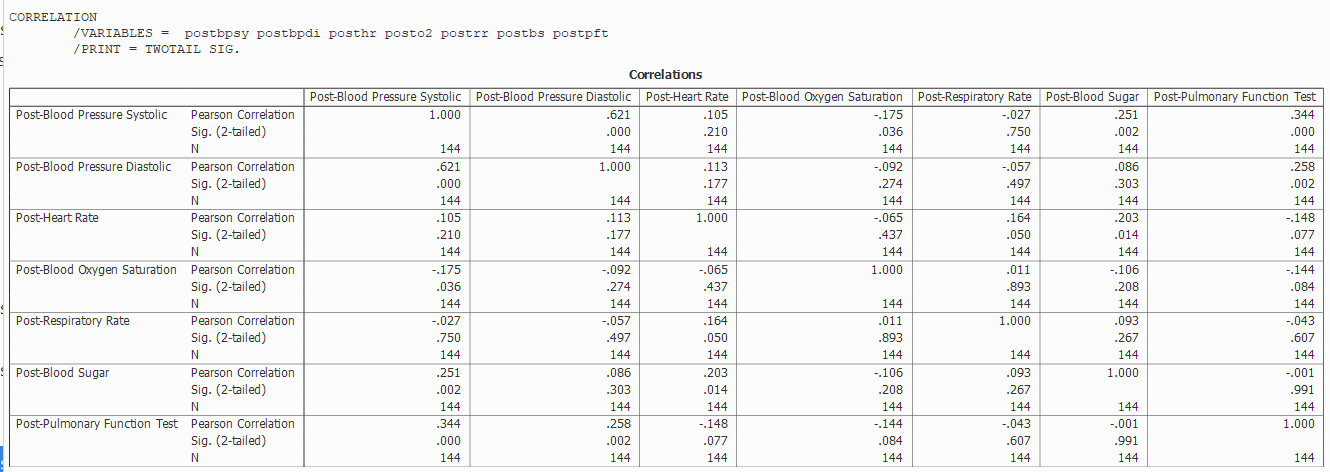 CORRELATION
/VARIABLES = postbpsy postbpdi posthr posto2 postrr postbs postpft
/PRINT = TWOTAIL SIG.
Correlations
Post-Blood Pressure Systolic Post-Blood Pressure Diastolic Post-Heart Rate Post-Blood Oxygen Saturation Post-Respiratory Rate Post-Blood Sugar Post-Pulmonary Function Test
Post-Blood Pressure Systolic Pearson Correlation 1.000 .621 .105 -.175 -.027 .251 .344
Sig. (2-tailed) .000 .210 .036 .750 .002 .000
N 144 144 144 144 144 144 144
Post-Blood Pressure Diastolic Pearson Correlation .621 1.000 .113 -.092 -.057 .086 .258
Sig. (2-tailed) .000 .177 .274 .497 .303 .002
N 144 144 144 144 144 144 144
Post-Heart Rate Pearson Correlation .105 .113 1.000 -.065 .164 .203 -.148
Sig. (2-tailed) .210 .177 .437 .050 .014 .077
N 144 144 144 144 144 144 144
Post-Blood Oxygen Saturation Pearson Correlation -.175 -.092 -.065 1.000 .011 -.106 -.144
Sig. (2-tailed) .036 .274 .437 .893 .208 .084
N 144 144 144 144 144 144 144
Post-Respiratory Rate Pearson Correlation -.027 -.057 .164 .011 1.000 .093 -.043
Sig. (2-tailed) .750 .497 .050 .893 .267 .607
N 144 144 144 144 144 144 144
Post-Blood Sugar Pearson Correlation .251 .086 .203 -.106 .093 1.000 -.001
Sig. (2-tailed) .002 .303 .014 .208 .267 .991
N 144 144 144 144 144 144 144
Post-Pulmonary Function Test Pearson Correlation .344 .258 -.148 -.144 -.043 -.001 1.000
Sig. (2-tailed) .000 .002 .077 .084 .607 .991
N 144 144 144 144 144 144 144